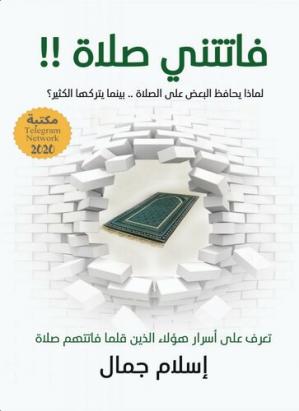 فاتتني صلاة !!
لماذا يحافظ البعض على الصلاة .. بينما يتركها الكثير؟
مكتبة
Telegram
Network
2020
تعرف على أسرار هؤلاء الذين قلما فاتتهم صلاة
إسلام جمال